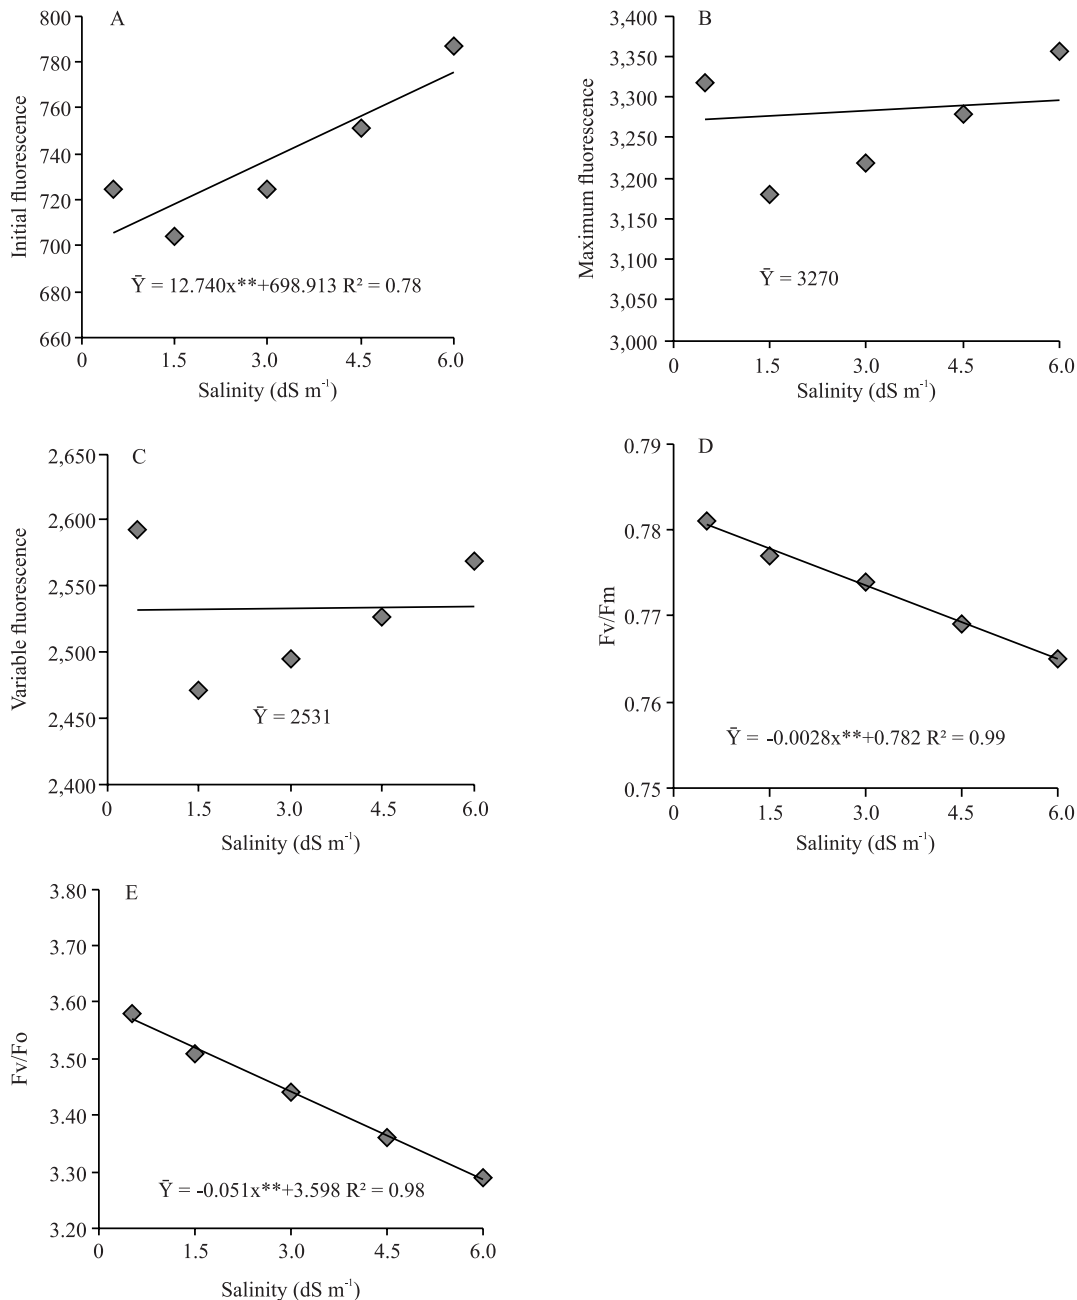 A
Initial fluorescence
800
780
760
740
720
700
680
660
Ȳ = 12.740x**+698.913 R² = 0.78
0 1.5 3.0 4.5 6.0
Salinity (dS m⁻¹)
B
Maximum fluorescence
3,400
3,350
3,300
3,250
3,200
3,150
3,100
3,050
3,000
Ȳ = 3270
0 1.5 3.0 4.5 6.0
Salinity (dS m⁻¹)
C
Variable fluorescence
2,650
2,600
2,550
2,500
2,450
2,400
Ȳ = 2531
0 1.5 3.0 4.5 6.0
Salinity (dS m⁻¹)
D
Fv/Fm
0.79
0.78
0.77
0.76
0.75
Ȳ = -0.0028x**+0.782 R² = 0.99
0 1.5 3.0 4.5 6.0
Salinity (dS m⁻¹)
E
Fv/Fo
3.80
3.70
3.60
3.50
3.40
3.30
3.20
Ȳ = -0.051x**+3.598 R² = 0.98
0 1.5 3.0 4.5 6.0
Salinity (dS m⁻¹)